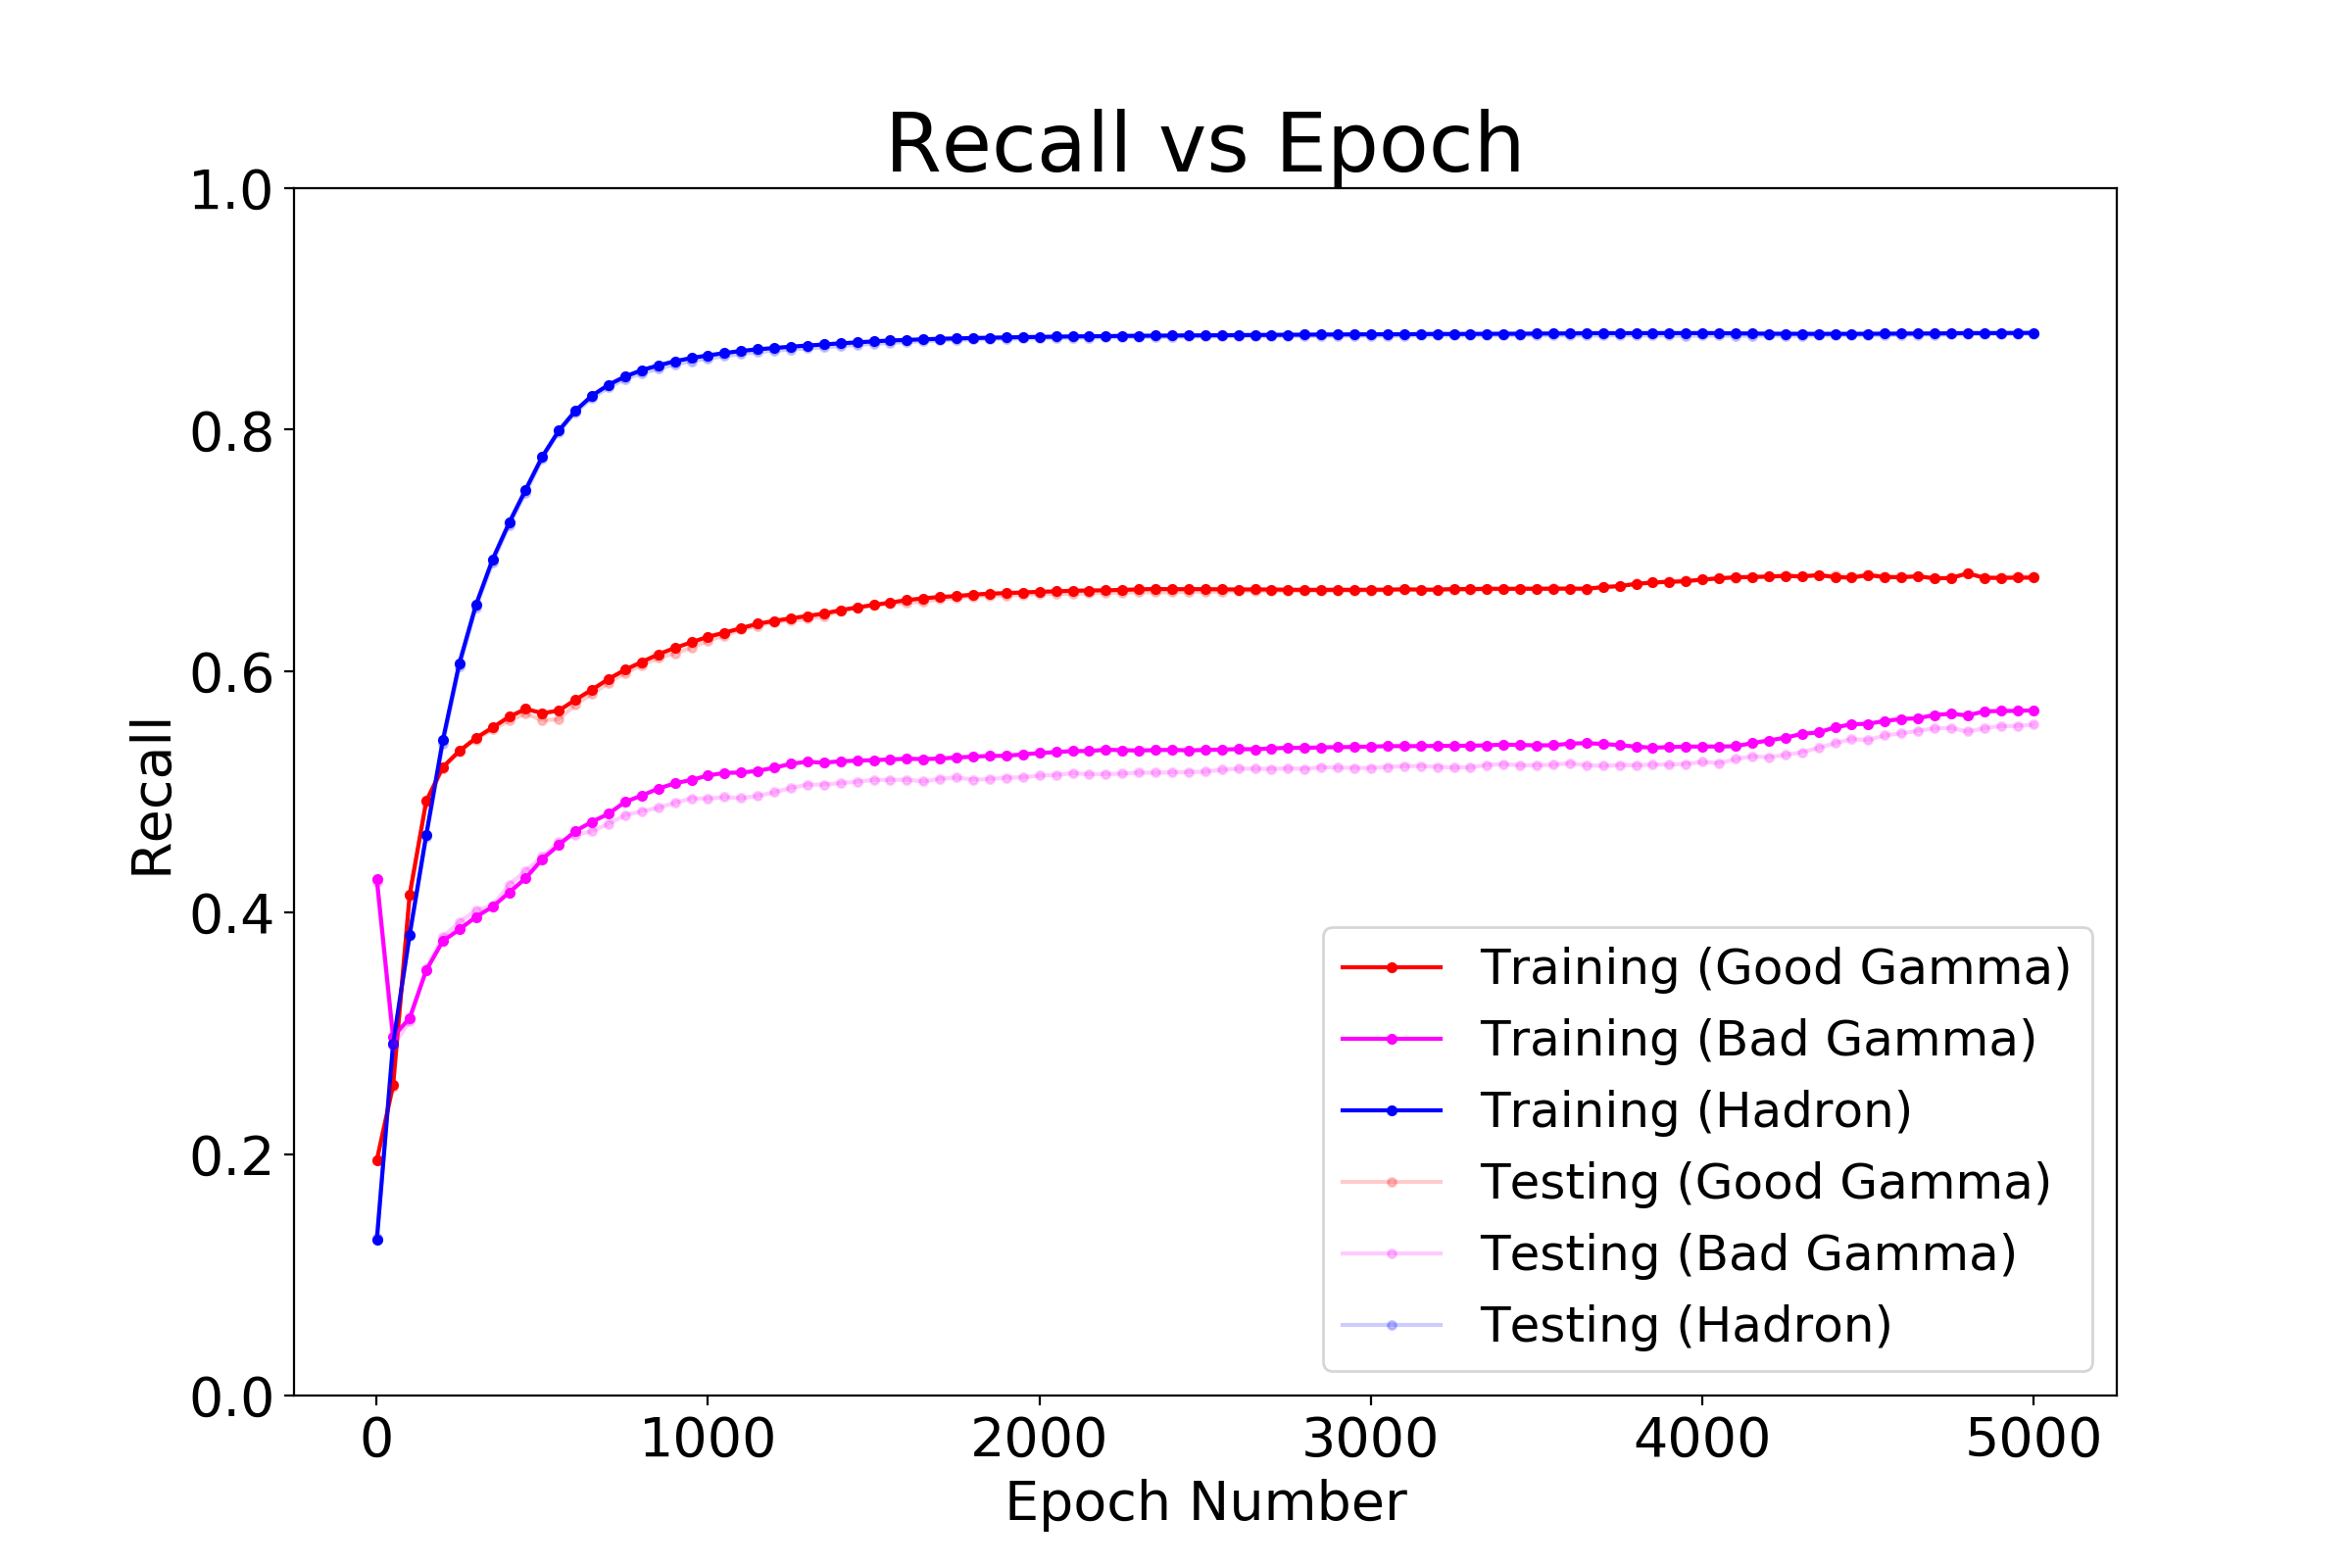 Recall vs Epoch
1.0
0.8
0.6
0.4
0.2
0.0
Recall
0 1000 2000 3000 4000 5000
Epoch Number
Training (Good Gamma)
Training (Bad Gamma)
Training (Hadron)
Testing (Good Gamma)
Testing (Bad Gamma)
Testing (Hadron)